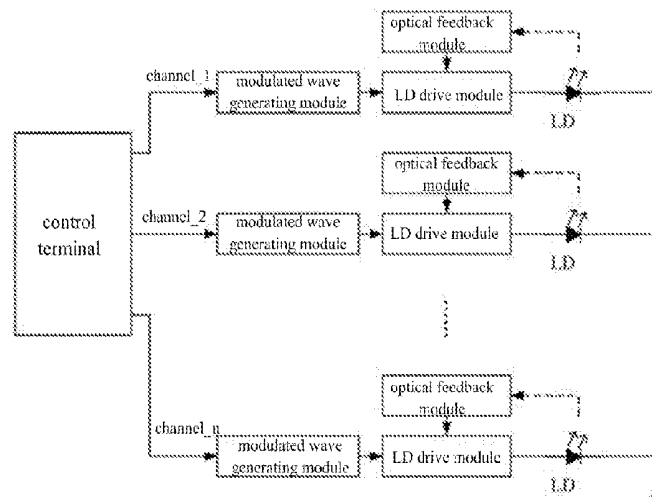 optical feedback
module
channel_1
modulated wave
generating module
LD drive module
LD
control
terminal
optical feedback
module
channel_2
modulated wave
generating module
LD drive module
LD
optical feedback
module
channel_n
modulated wave
generating module
LD drive module
LD